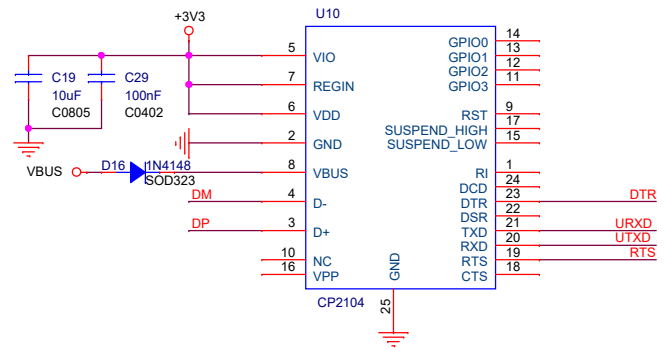 +3V3
U10
5 VIO
7 REGIN
6 VDD
2 GND
8 VBUS
4 D-
3 D+
10 NC
16 VPP
GPIO0 14
GPIO1 13
GPIO2 12
GPIO3 11
RST 9
SUSPEND_HIGH 17
SUSPEND_LOW 15
RI 1
DCD 24
DTR 23
DSR 22
TXD 21
RXD 20
RTS 19
CTS 18
GND
25
CP2104
C19
10uF
C0805
C29
100nF
C0402
VBUS
D16
1N4148
SOD323
DM
DP
DTR
URXD
UTXD
RTS